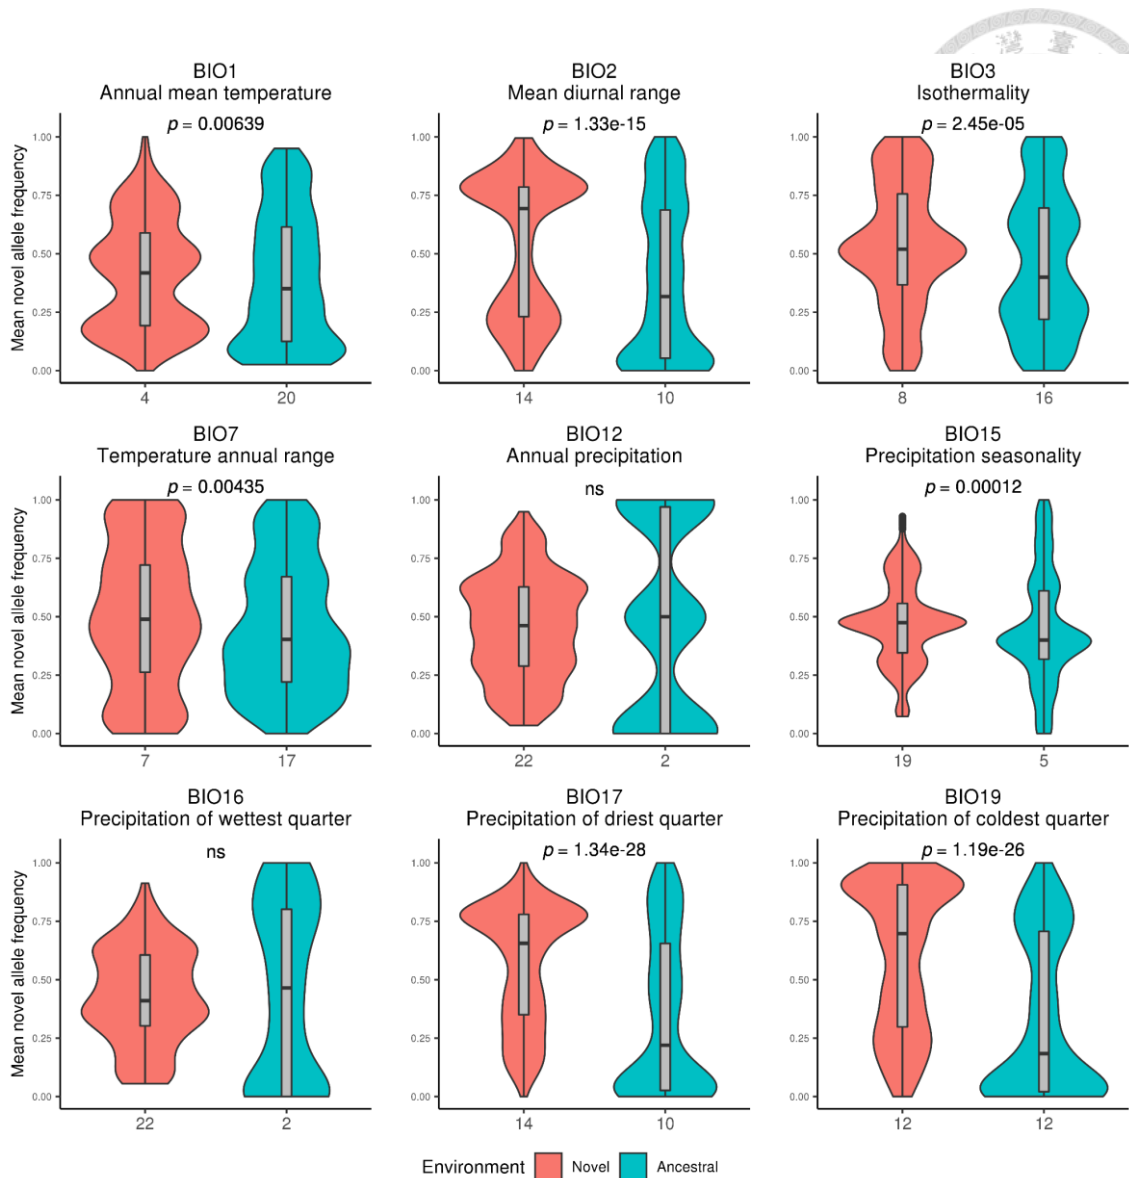 灣 臺
BIO1
Annual mean temperature
p = 0.00639
BIO2
Mean diurnal range
p = 1.33e-15
BIO3
Isothermality
p = 2.45e-05
Mean novel allele frequency
1.00
0.75
0.50
0.25
0.00
4
20
1.00
0.75
0.50
0.25
0.00
14
10
1.00
0.75
0.50
0.25
0.00
8
16
BIO7
Temperature annual range
p = 0.00435
BIO12
Annual precipitation
ns
BIO15
Precipitation seasonality
p = 0.00012
Mean novel allele frequency
1.00
0.75
0.50
0.25
0.00
7
17
1.00
0.75
0.50
0.25
0.00
22
2
1.00
0.75
0.50
0.25
0.00
19
5
BIO16
Precipitation of wettest quarter
ns
BIO17
Precipitation of driest quarter
p = 1.34e-28
BIO19
Precipitation of coldest quarter
p = 1.19e-26
Mean novel allele frequency
1.00
0.75
0.50
0.25
0.00
22
2
1.00
0.75
0.50
0.25
0.00
14
10
1.00
0.75
0.50
0.25
0.00
12
12
Environment Novel Ancestral